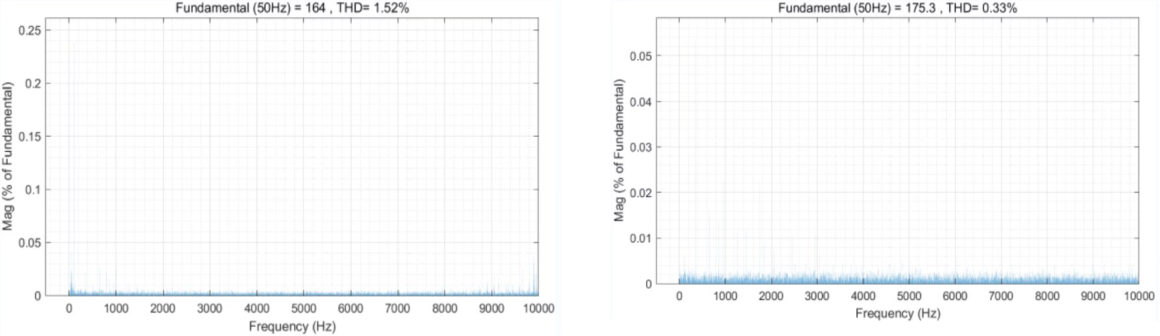 Fundamental (50Hz) = 164 , THD= 1.52%
0.25
0.2
0.15
0.1
0.05
0
Mag (% of Fundamental)
0 1000 2000 3000 4000 5000 6000 7000 8000 9000 10000
Frequency (Hz)
Fundamental (50Hz) = 175.3 , THD= 0.33%
0.05
0.04
0.03
0.02
0.01
0
Mag (% of Fundamental)
0 1000 2000 3000 4000 5000 6000 7000 8000 9000 10000
Frequency (Hz)